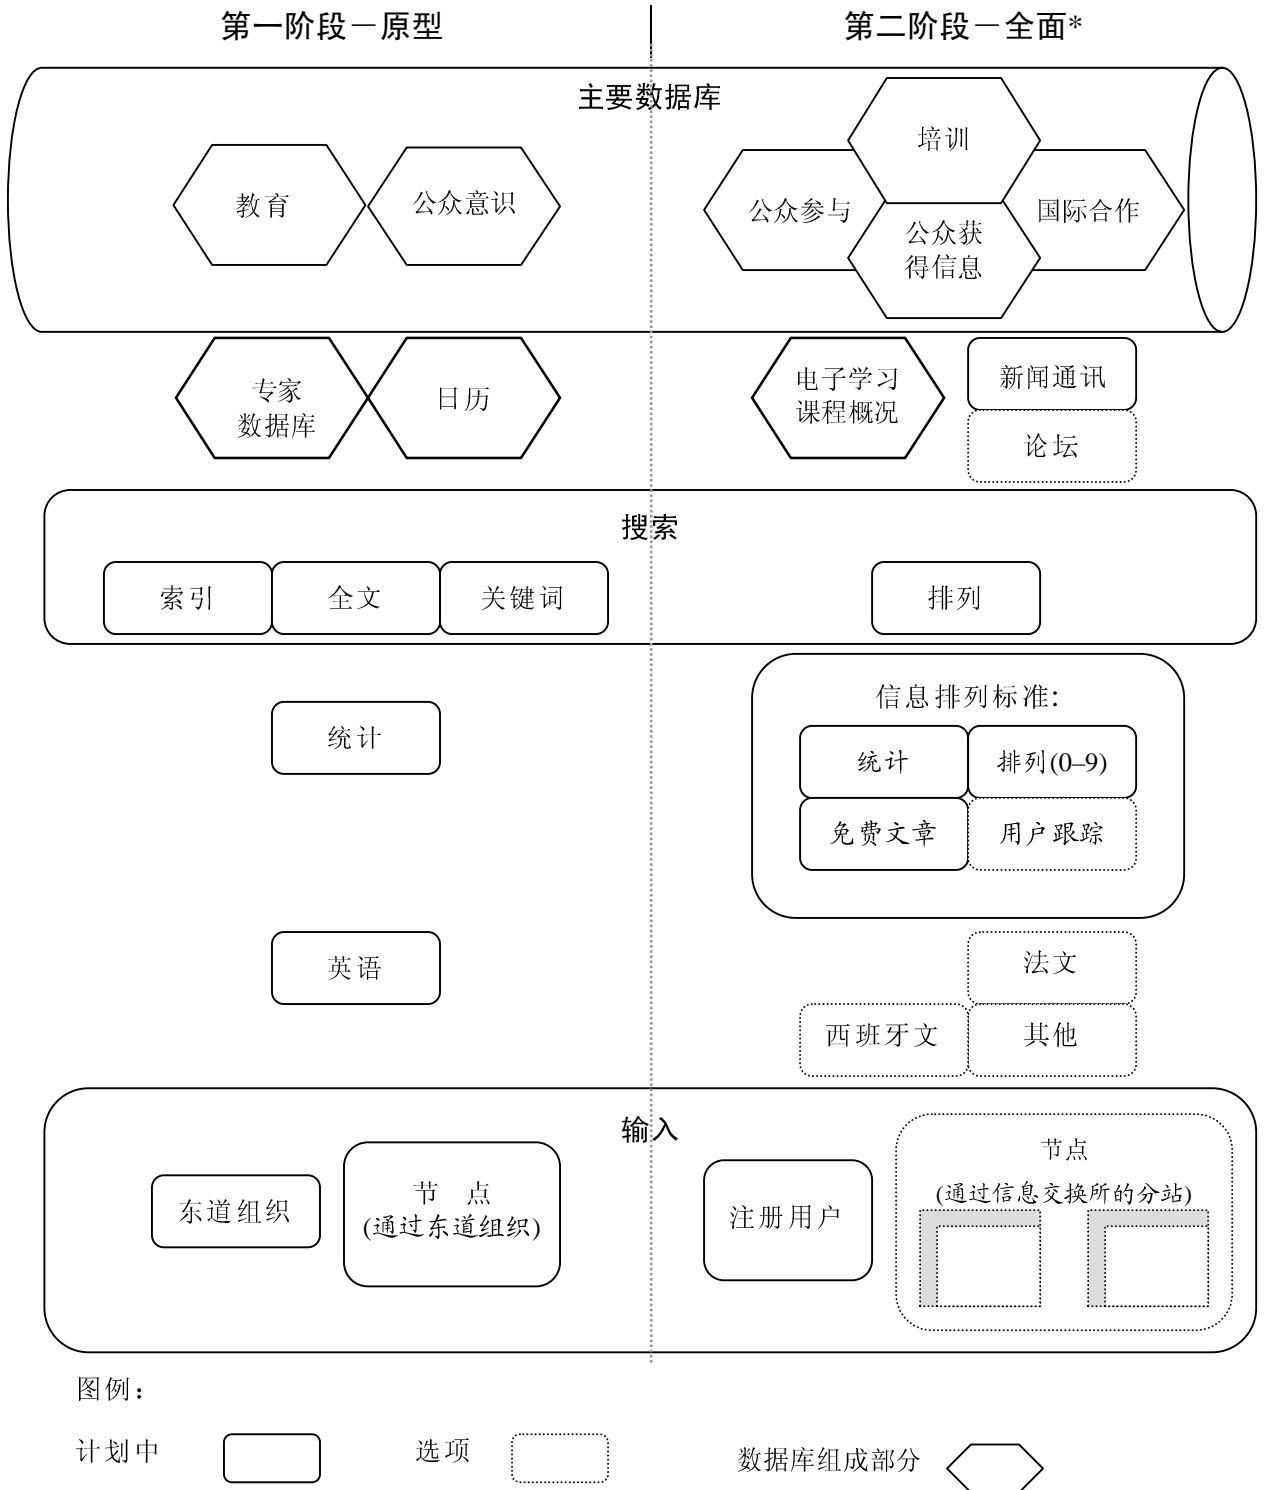 第一阶段－原型
第二阶段－全面*
主要数据库
教育
公众意识
培训
公众参与
国际合作
公众获
得信息
专家
数据库
日历
电子学习
课程概况
新闻通讯
论坛
搜索
索引
全文
关键词
排列
统计
信息排列标准：
统计
排列(0–9)
免费文章
用户跟踪
英语
法文
西班牙文
其他
输入
东道组织
节 点
(通过东道组织)
注册用户
节点
(通过信息交换所的分站)
图例：
计划中
选项
数据库组成部分